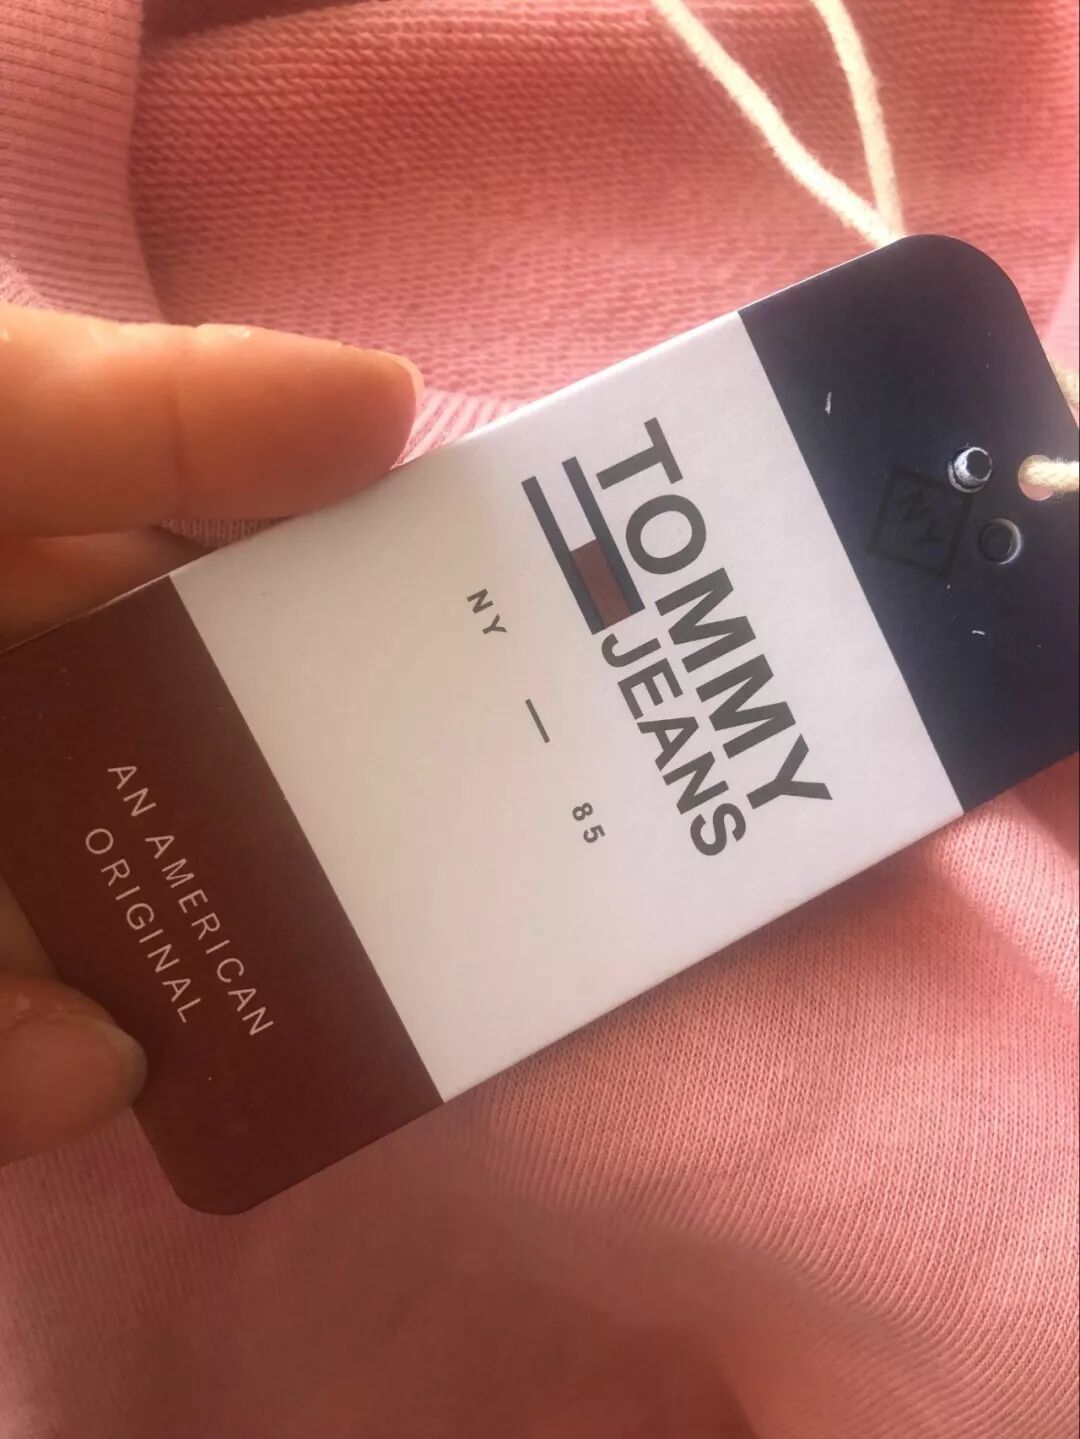 TOMMY
JEANS
NY — 85
AN AMERICAN
ORIGINAL